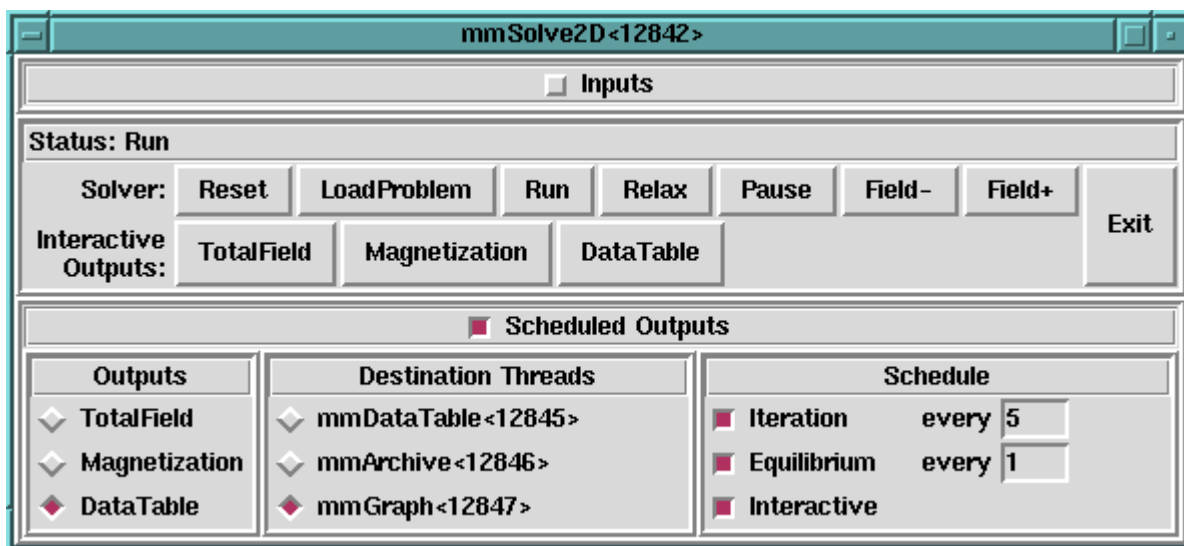 mmSolve2D<12842>
Inputs
Status: Run
Solver: Reset LoadProblem Run Relax Pause Field- Field+ Exit
Interactive Outputs: TotalField Magnetization DataTable
Scheduled Outputs
Outputs Destination Threads Schedule
TotalField mmDataTable<12845> Iteration every 5
Magnetization mmArchive<12846> Equilibrium every 1
DataTable mmGraph<12847> Interactive